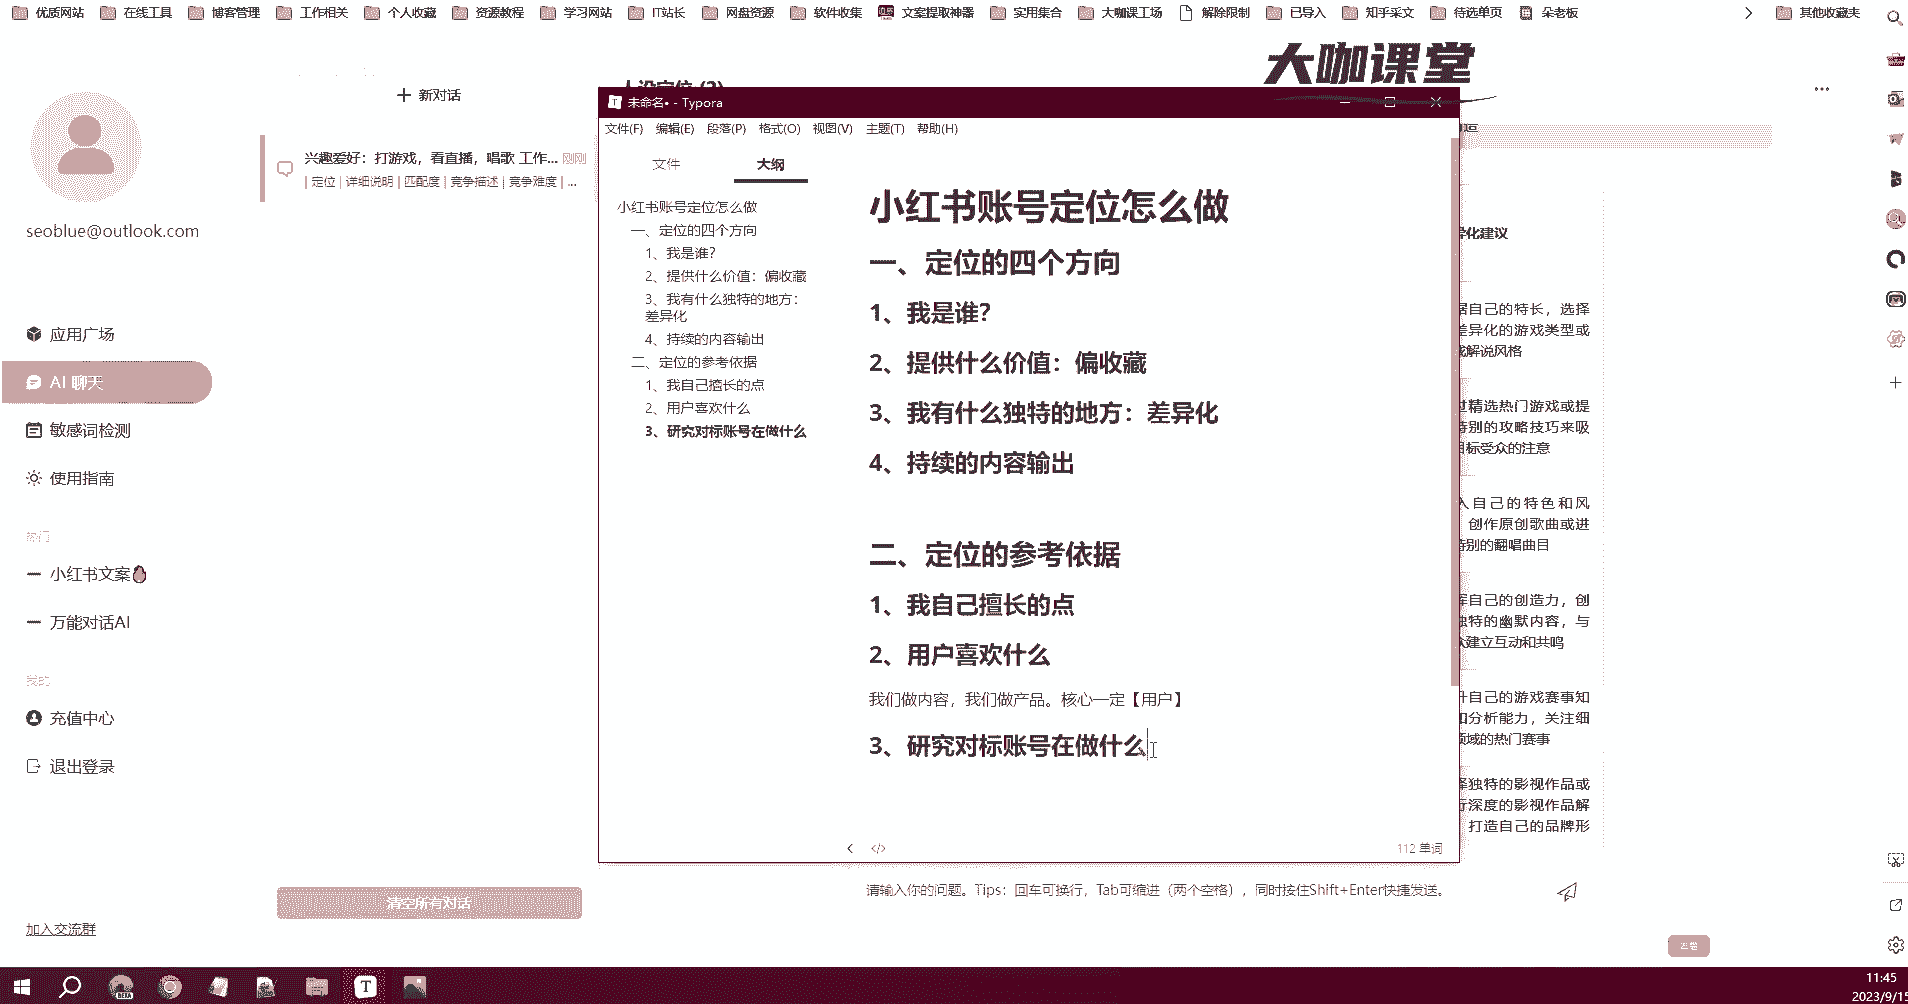 优质网站 在线工具 博客管理 工作相关 个人收藏 资源教程 学习网站 IT站长 网盘资源 软件收集 文案提取神器 实用集合 大咖课工场 解除限制 已导入 知乎采文 待选单页 朵老板 其他收藏夹
大咖课堂
新对话
兴趣爱好：打游戏，看直播，唱歌 工作... 刚刚
| 定位 | 详细说明 | 匹配度 | 竞争描述 | 竞争难度 | ...
seoblue@outlook.com
应用广场
AI 聊天
敏感词检测
使用指南
热门
小红书文案
万能对话AI
我的
充值中心
退出登录
加入交流群
清空所有对话
未命名• - Typora
文件(F) 编辑(E) 段落(P) 格式(O) 视图(V) 主题(T) 帮助(H)
文件 大纲
小红书账号定位怎么做
一、定位的四个方向
1、我是谁？
2、提供什么价值：偏收藏
3、我有什么独特的地方：
差异化
4、持续的内容输出
二、定位的参考依据
1、我自己擅长的点
2、用户喜欢什么
3、研究对标账号在做什么
小红书账号定位怎么做
一、定位的四个方向
1、我是谁？
2、提供什么价值：偏收藏
3、我有什么独特的地方：差异化
4、持续的内容输出
二、定位的参考依据
1、我自己擅长的点
2、用户喜欢什么
我们做内容，我们做产品。核心一定【用户】
3、研究对标账号在做什么
112 单词
化建议
自己的特长，选择
异化的游戏类型或
解说风格
精选热门游戏或提
别的攻略技巧来吸
标受众的注意
入自己的特色和风
创作原创歌曲或进
特别的翻唱曲目
自己的创造力，创
独特的幽默内容，与
建立互动和共鸣
自己的游戏赛事知
和分析能力，关注细
领域的热门赛事
独特的影视作品或
行深度的影视作品解
打造自己的品牌形
请输入你的问题。Tips：回车可换行，Tab可缩进（两个空格），同时按住Shift+Enter快捷发送。
11:45
2023/9/15